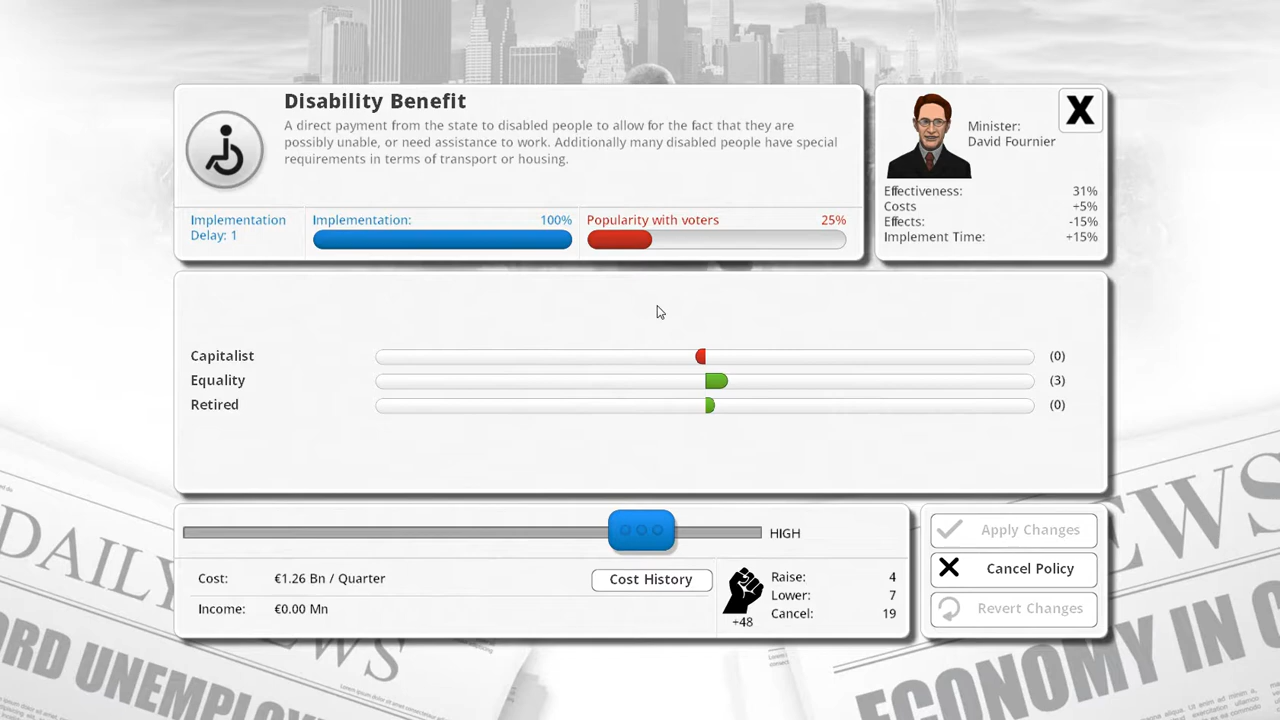 Disability Benefit
A direct payment from the state to disabled people to allow for the fact that they are
possibly unable, or need assistance to work. Additionally many disabled people have special
requirements in terms of transport or housing.
Implementation
Delay: 1
Implementation: 100%
Popularity with voters 25%
X
Minister:
David Fournier
Effectiveness: 31%
Costs +5%
Effects: -15%
Implement Time: +15%
Capitalist (0)
Equality (3)
Retired (0)
HIGH
Cost: €1.26 Bn / Quarter
Cost History
Income: €0.00 Mn
+48
Raise: 4
Lower: 7
Cancel: 19
Apply Changes
Cancel Policy
Revert Changes
DAILY
NEWS
ORD UNEMPLO
NEWS
ECONOMY IN C